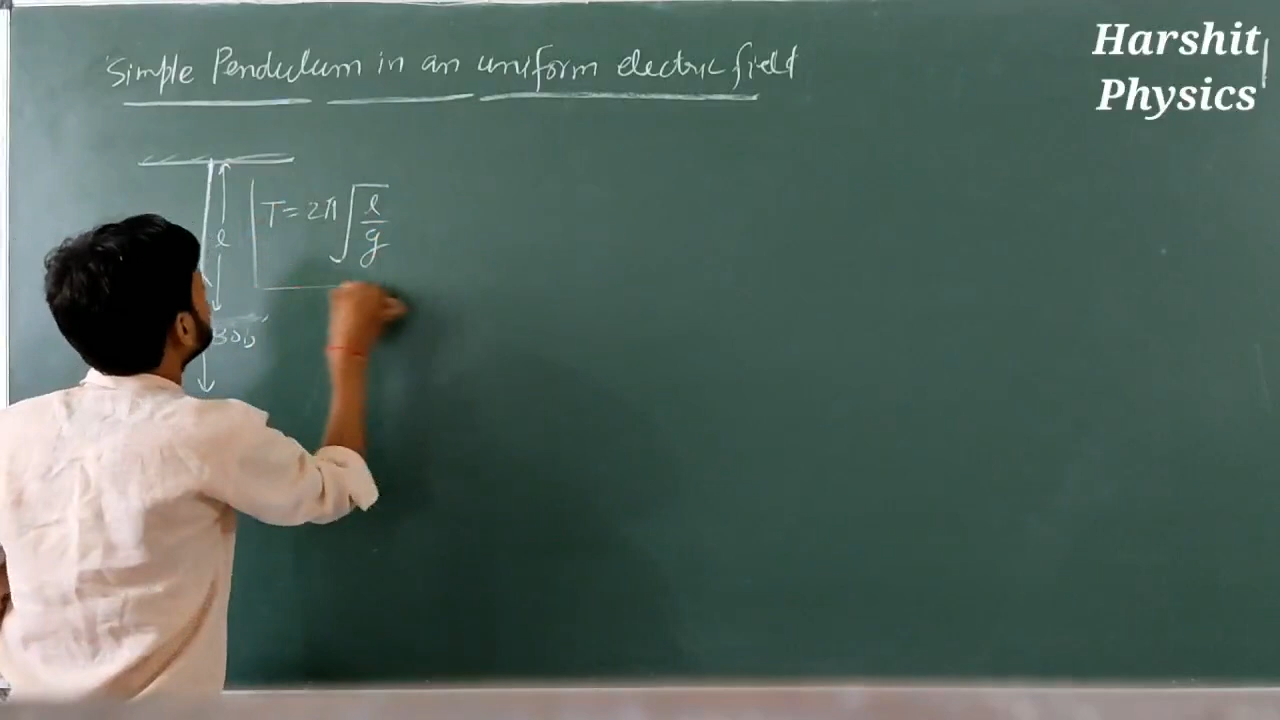 Simple Pendulum in an uniform electric field
Harshit
Physics
T = 2π√(l/g)
l
Bob